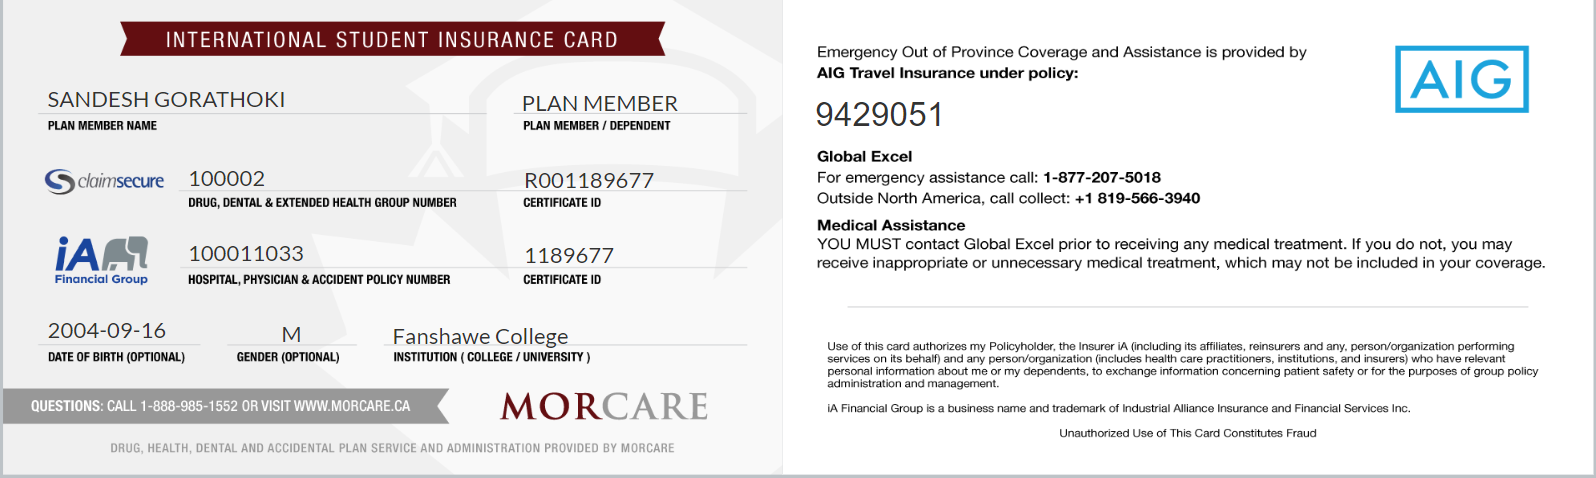 INTERNATIONAL STUDENT INSURANCE CARD
SANDESH GORATHOKI
PLAN MEMBER NAME
PLAN MEMBER
PLAN MEMBER / DEPENDENT
claimsecure
100002
DRUG, DENTAL & EXTENDED HEALTH GROUP NUMBER
R001189677
CERTIFICATE ID
iA
Financial Group
100011033
HOSPITAL, PHYSICIAN & ACCIDENT POLICY NUMBER
1189677
CERTIFICATE ID
2004-09-16
DATE OF BIRTH (OPTIONAL)
M
GENDER (OPTIONAL)
Fanshawe College
INSTITUTION ( COLLEGE / UNIVERSITY )
QUESTIONS: CALL 1-888-985-1552 OR VISIT WWW.MORCARE.CA
MORCARE
DRUG, HEALTH, DENTAL AND ACCIDENTAL PLAN SERVICE AND ADMINISTRATION PROVIDED BY MORCARE
Emergency Out of Province Coverage and Assistance is provided by
AIG Travel Insurance under policy:
AIG
9429051
Global Excel
For emergency assistance call: 1-877-207-5018
Outside North America, call collect: +1 819-566-3940
Medical Assistance
YOU MUST contact Global Excel prior to receiving any medical treatment. If you do not, you may
receive inappropriate or unnecessary medical treatment, which may not be included in your coverage.
Use of this card authorizes my Policyholder, the Insurer iA (including its affiliates, reinsurers and any, person/organization performing
services on its behalf) and any person/organization (includes health care practitioners, institutions, and insurers) who have relevant
personal information about me or my dependents, to exchange information concerning patient safety or for the purposes of group policy
administration and management.
iA Financial Group is a business name and trademark of Industrial Alliance Insurance and Financial Services Inc.
Unauthorized Use of This Card Constitutes Fraud